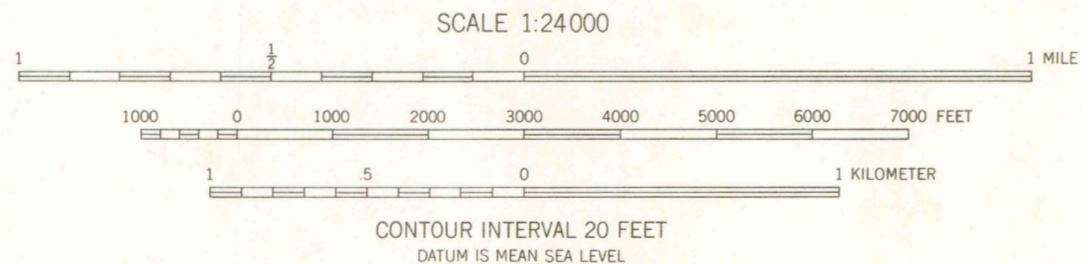 SCALE 1:24000
1 ½ 0 1 MILE
1000 0 1000 2000 3000 4000 5000 6000 7000 FEET
1 .5 0 1 KILOMETER
CONTOUR INTERVAL 20 FEET
DATUM IS MEAN SEA LEVEL